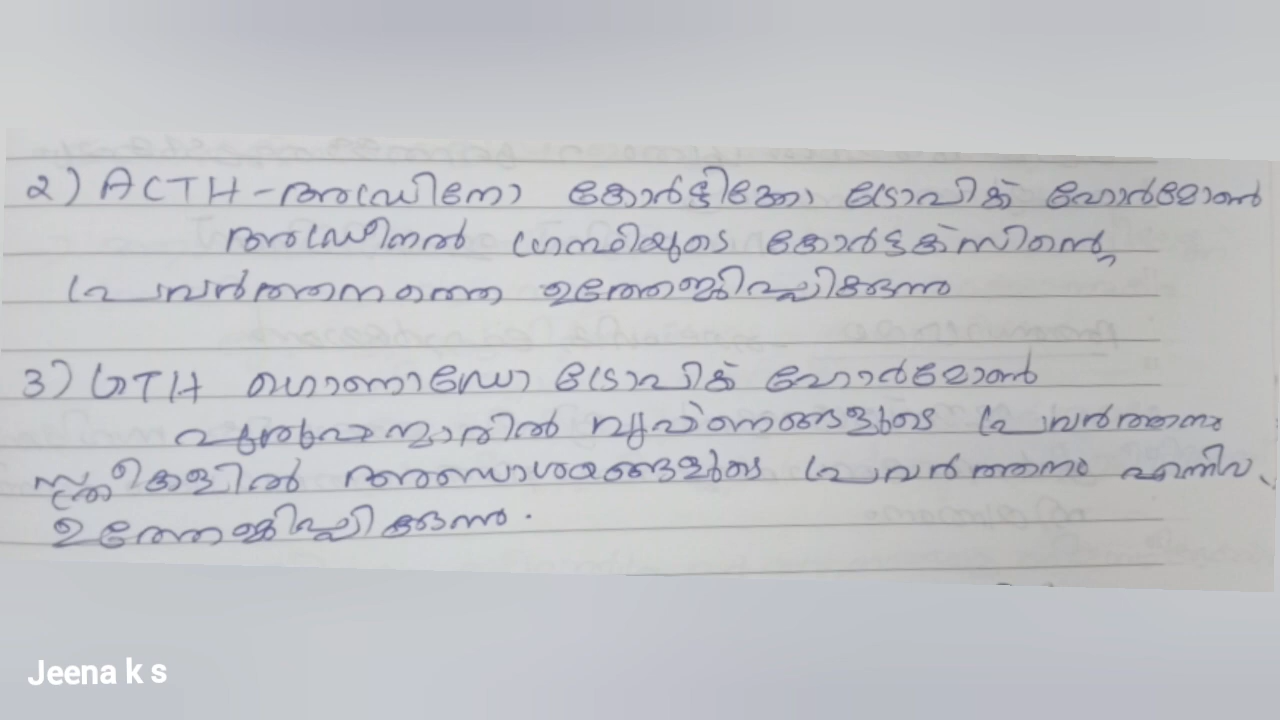 2) ACTH - അഡ്രിനോ കോർട്ടിക്കോ ട്രോപിക് ഹോർമോൺ
അഡ്രീനൽ ഗ്രന്ഥിയുടെ കോർട്ടക്സിന്റെ
പ്രവർത്തനത്തെ ഉത്തേജിപ്പിക്കുന്നു
3) GTH ഗൊണാഡോ ട്രോപിക് ഹോർമോൺ
പുരുഷന്മാരിൽ വൃഷണങ്ങളുടെ പ്രവർത്തനം
സ്ത്രീകളിൽ അണ്ഡാശയങ്ങളുടെ പ്രവർത്തനം എന്നിവ
ഉത്തേജിപ്പിക്കുന്നു.
Jeena k s